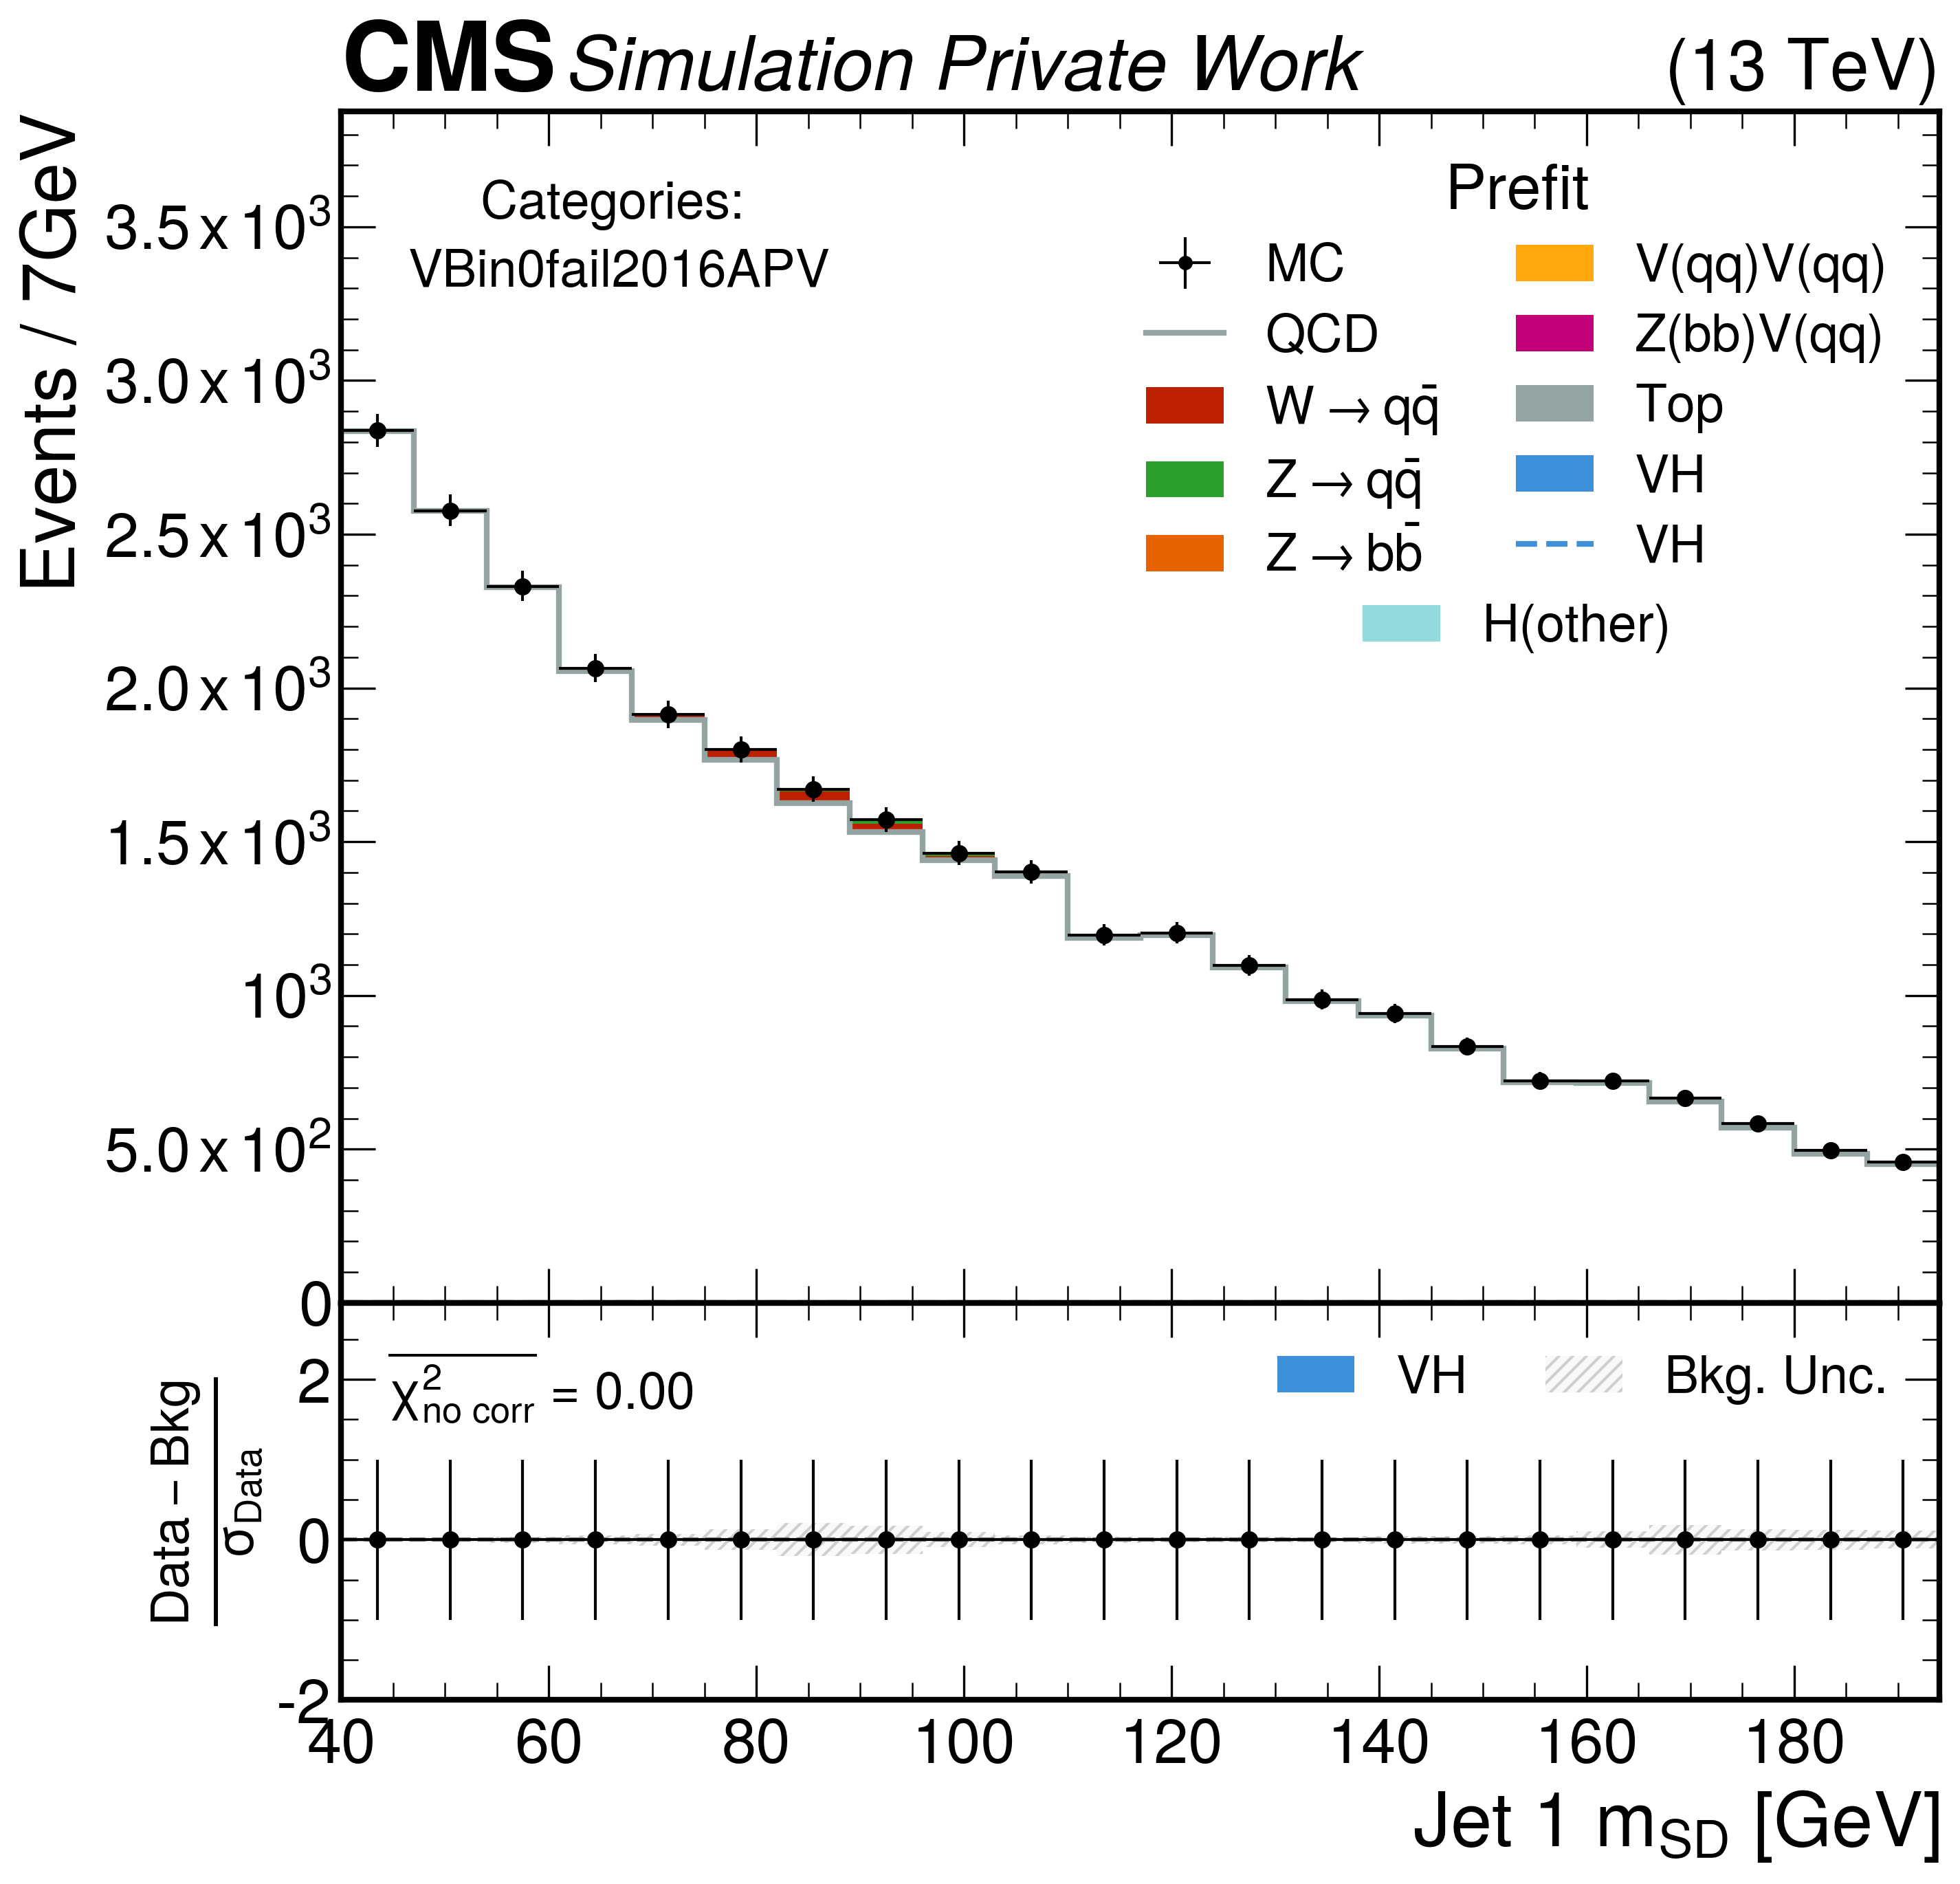 CMS Simulation Private Work (13 TeV)
Events / 7GeV
3.5 x 10³
3.0 x 10³
2.5 x 10³
2.0 x 10³
1.5 x 10³
10³
5.0 x 10²
0
Categories:
VBin0fail2016APV
Prefit
MC
QCD
W → qq̄
Z → qq̄
Z → bb̄
V(qq)V(qq)
Z(bb)V(qq)
Top
VH
VH
H(other)
Data − Bkg
σ_Data
2
0
-2
χ²_no corr = 0.00
VH
Bkg. Unc.
40 60 80 100 120 140 160 180
Jet 1 m_SD [GeV]